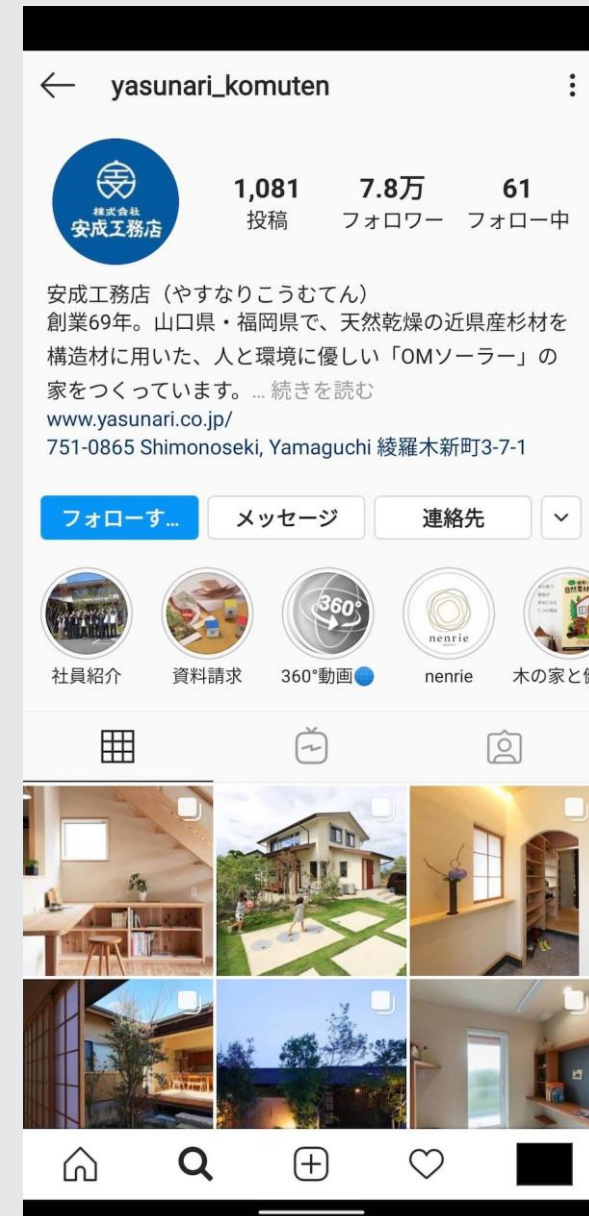 yasunari_komuten
株式会社
安成工務店
1,081 7.8万 61
投稿 フォロワー フォロー中
安成工務店（やすなりこうむてん）
創業69年。山口県・福岡県で、天然乾燥の近県産杉材を
構造材に用いた、人と環境に優しい「OMソーラー」の
家をつくっています。... 続きを読む
www.yasunari.co.jp/
751-0865 Shimonoseki, Yamaguchi 綾羅木新町3-7-1
フォローす... メッセージ 連絡先
360°
nenrie
自然素材
社員紹介 資料請求 360°動画 nenrie 木の家と